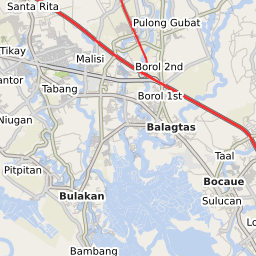 Santa Rita
Pulong Gubat
Tikay
Malisi
Borol 2nd
antor
Tabang
Borol 1st
Niugan
Balagtas
Taal
Pitpitan
Bocaue
Bulakan
Sulucan
Lo
Bambang